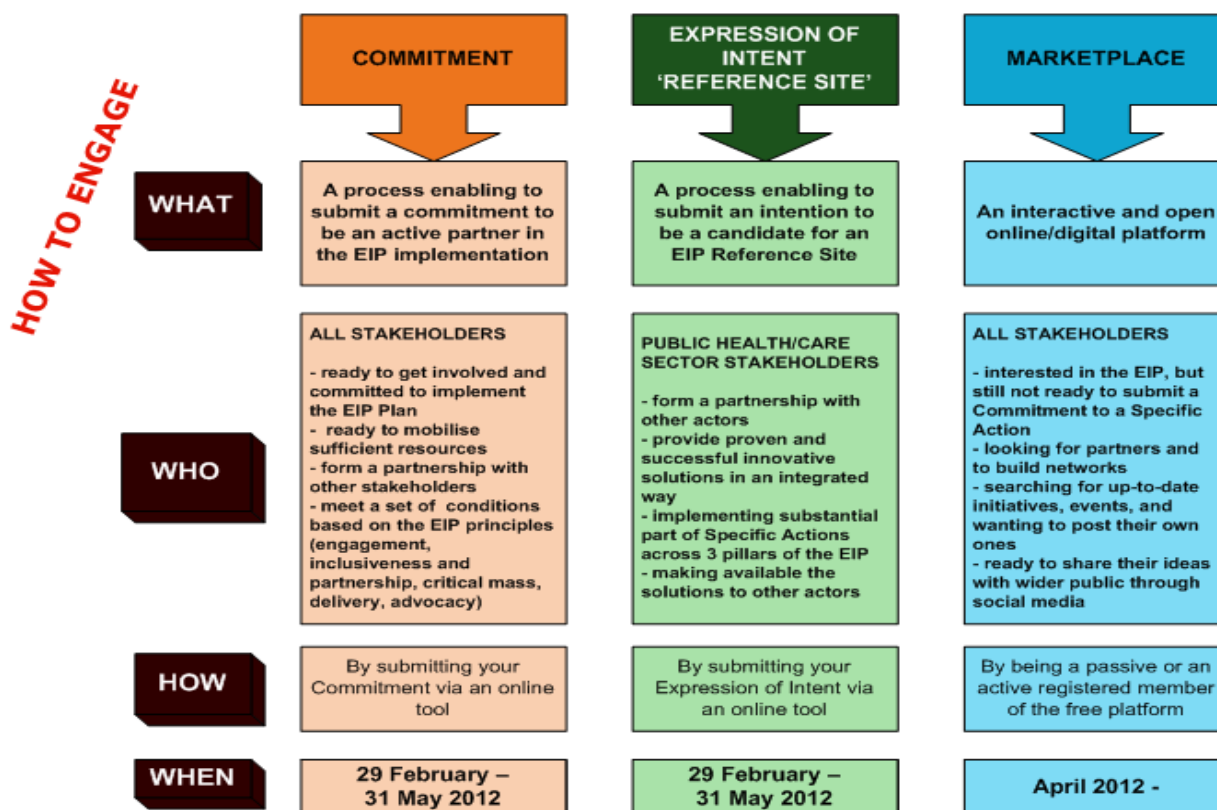 HOW TO ENGAGE
COMMITMENT
EXPRESSION OF
INTENT
‘REFERENCE SITE’
MARKETPLACE
WHAT
A process enabling to
submit a commitment to
be an active partner in
the EIP implementation
A process enabling to
submit an intention to
be a candidate for an
EIP Reference Site
An interactive and open
online/digital platform
WHO
ALL STAKEHOLDERS
- ready to get involved and
committed to implement
the EIP Plan
- ready to mobilise
sufficient resources
- form a partnership with
other stakeholders
- meet a set of conditions
based on the EIP principles
(engagement,
inclusiveness and
partnership, critical mass,
delivery, advocacy)
PUBLIC HEALTH/CARE
SECTOR STAKEHOLDERS
- form a partnership with
other actors
- provide proven and
successful innovative
solutions in an integrated
way
- implementing substantial
part of Specific Actions
across 3 pillars of the EIP
- making available the
solutions to other actors
ALL STAKEHOLDERS
- interested in the EIP, but
still not ready to submit a
Commitment to a Specific
Action
- looking for partners and
to build networks
- searching for up-to-date
initiatives, events, and
wanting to post their own
ones
- ready to share their ideas
with wider public through
social media
HOW
By submitting your
Commitment via an online
tool
By submitting your
Expression of Intent via
an online tool
By being a passive or an
active registered member
of the free platform
WHEN
29 February –
31 May 2012
29 February –
31 May 2012
April 2012 -